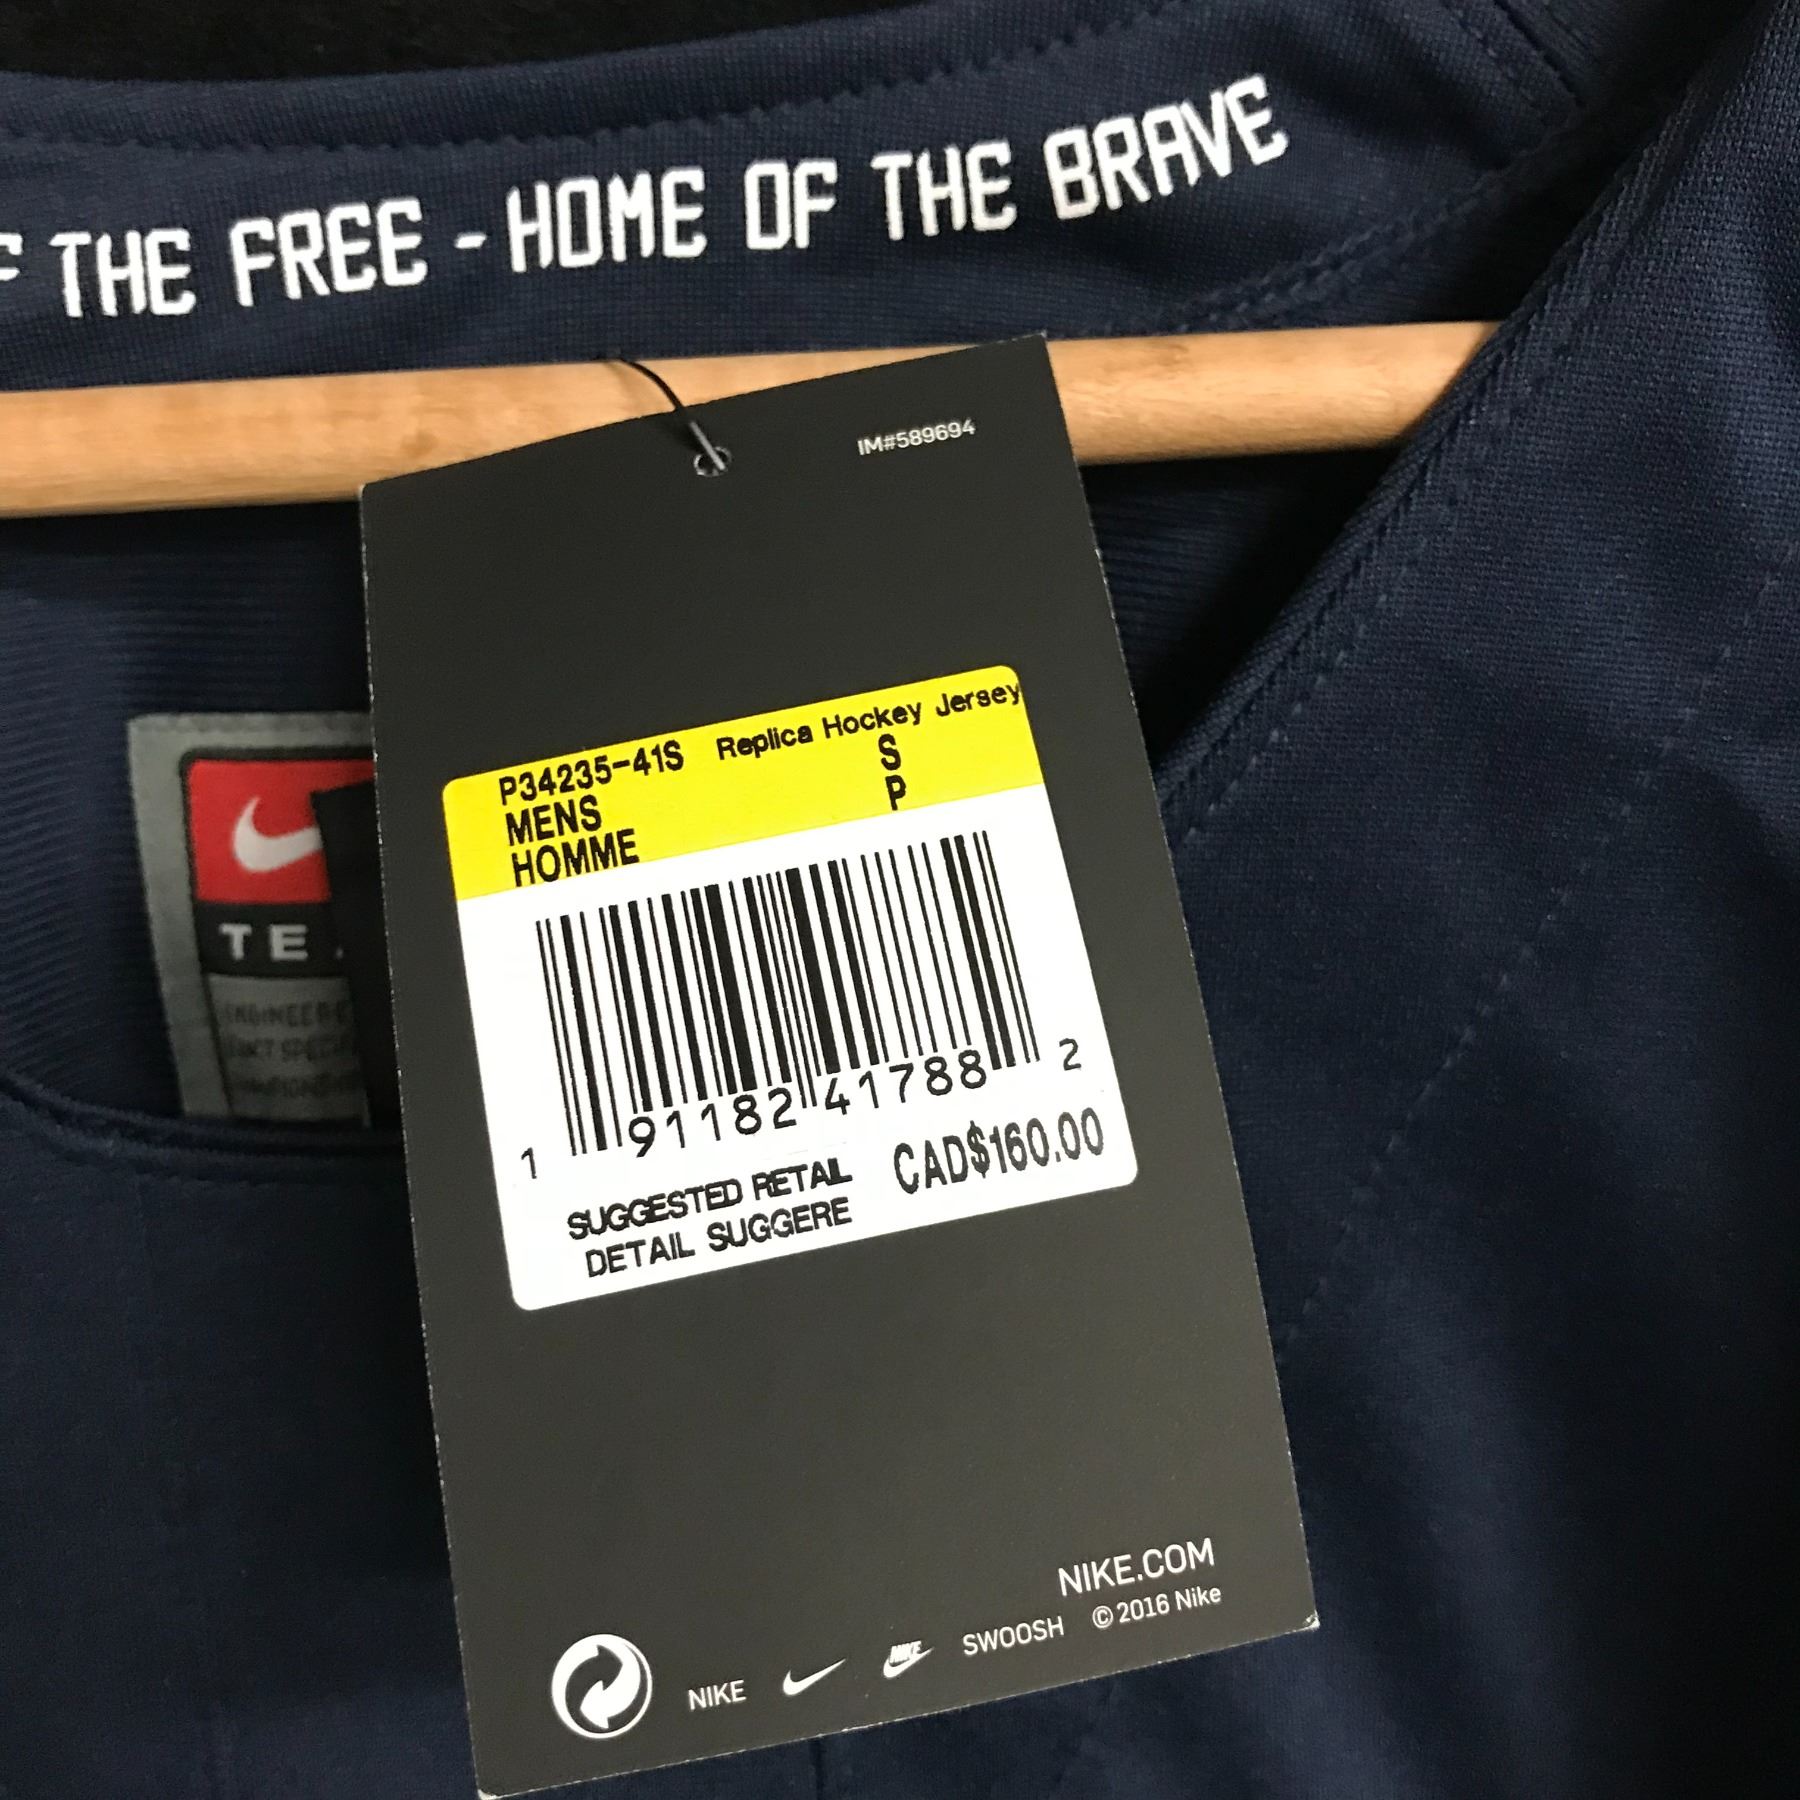 THE FREE - HOME OF THE BRAVE
IM#589694
P34235-41S Replica Hockey Jersey
MENS S
HOMME P
1 91182 41788 2
SUGGESTED RETAIL CAD$160.00
DETAIL SUGGERE
TE
NIKE.COM
NIKE NIKE SWOOSH © 2016 Nike